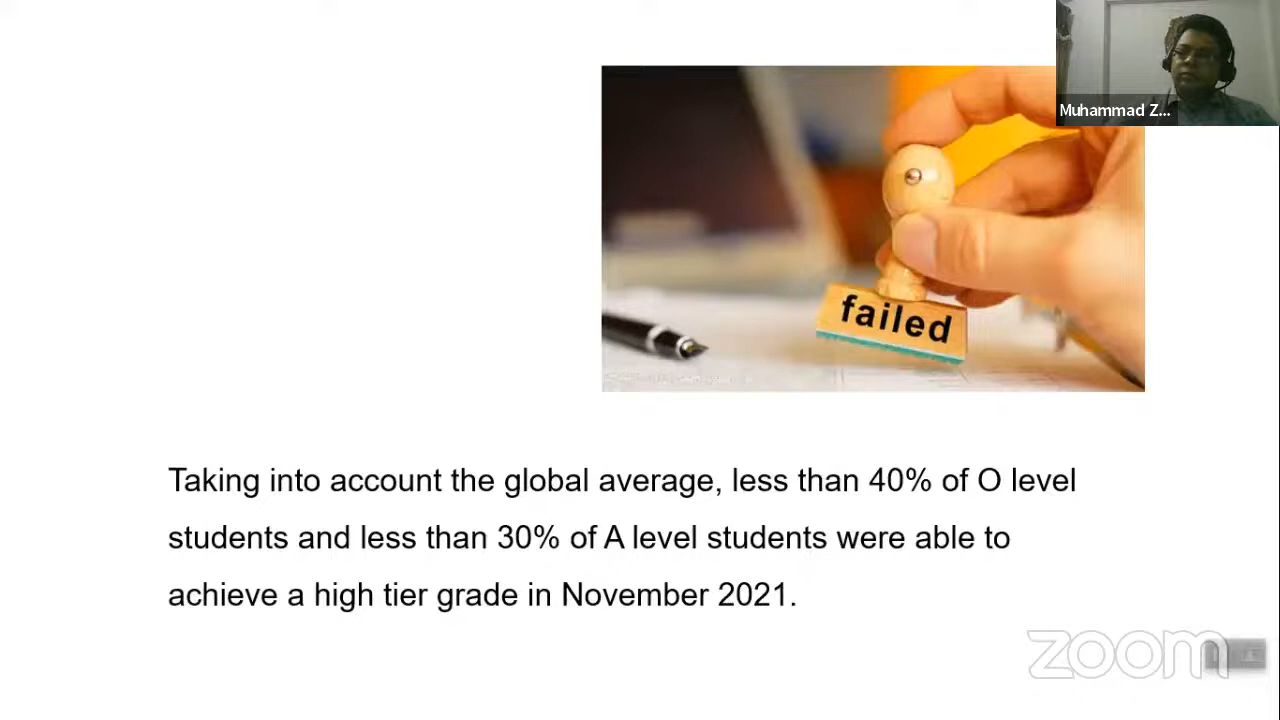 Muhammad Z...
failed
Taking into account the global average, less than 40% of O level
students and less than 30% of A level students were able to
achieve a high tier grade in November 2021.
zoom